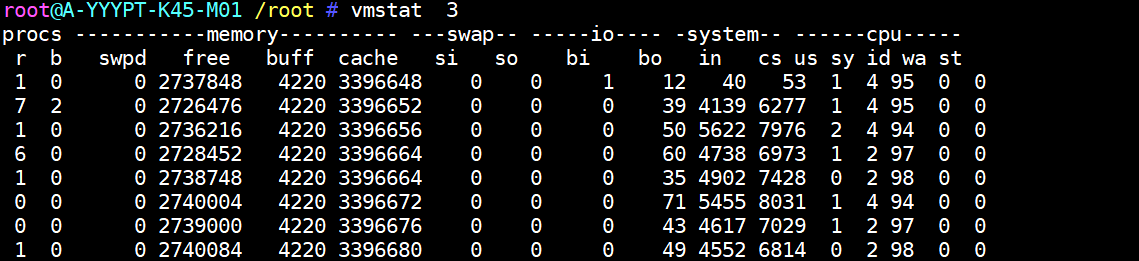 root@A-YYYPT-K45-M01 /root # vmstat  3
procs -----------memory---------- ---swap-- -----io---- -system-- ------cpu-----
 r  b   swpd   free   buff  cache   si   so    bi    bo   in   cs us sy id wa st
 1  0      0 2737848   4220 3396648    0    0     1    12   40   53  1  4 95  0  0
 7  2      0 2726476   4220 3396652    0    0     0    39 4139 6277  1  4 95  0  0
 1  0      0 2736216   4220 3396656    0    0     0    50 5622 7976  2  4 94  0  0
 6  0      0 2728452   4220 3396664    0    0     0    60 4738 6973  1  2 97  0  0
 1  0      0 2738748   4220 3396664    0    0     0    35 4902 7428  0  2 98  0  0
 0  0      0 2740004   4220 3396672    0    0     0    71 5455 8031  1  4 94  0  0
 0  0      0 2739000   4220 3396676    0    0     0    43 4617 7029  1  2 97  0  0
 1  0      0 2740084   4220 3396680    0    0     0    49 4552 6814  0  2 98  0  0